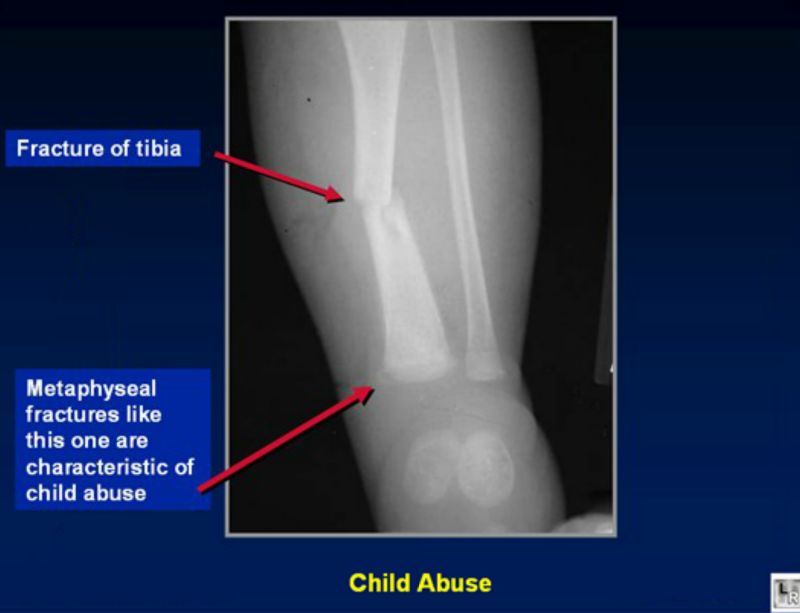 Fracture of tibia
Metaphyseal
fractures like
this one are
characteristic of
child abuse
Child Abuse
L
R